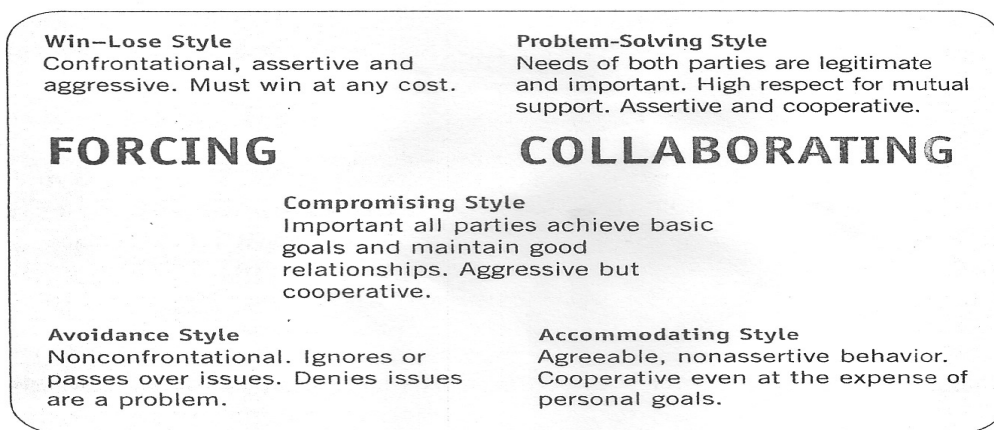 Win–Lose Style
Confrontational, assertive and
aggressive. Must win at any cost.
FORCING
Problem-Solving Style
Needs of both parties are legitimate
and important. High respect for mutual
support. Assertive and cooperative.
COLLABORATING
Compromising Style
Important all parties achieve basic
goals and maintain good
relationships. Aggressive but
cooperative.
Avoidance Style
Nonconfrontational. Ignores or
passes over issues. Denies issues
are a problem.
Accommodating Style
Agreeable, nonassertive behavior.
Cooperative even at the expense of
personal goals.